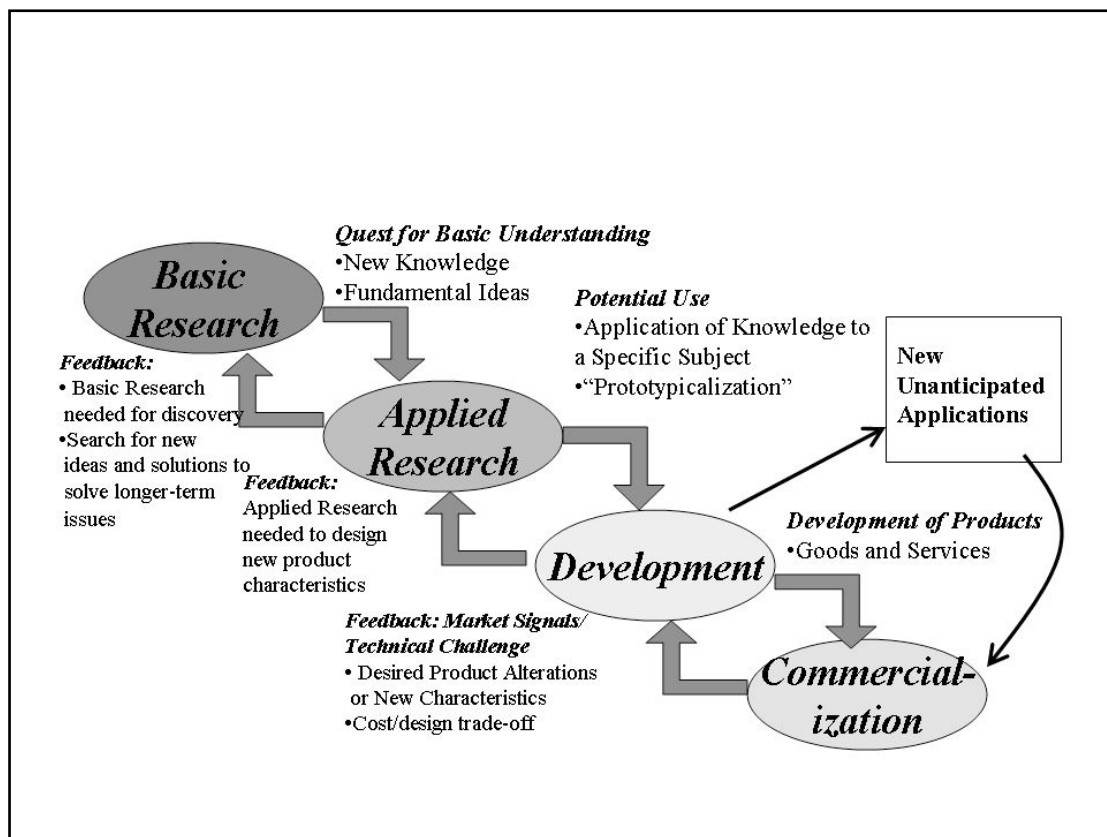 Basic
Research
Quest for Basic Understanding
•New Knowledge
•Fundamental Ideas
Feedback:
• Basic Research
needed for discovery
•Search for new
ideas and solutions to
solve longer-term
issues
Applied
Research
Potential Use
•Application of Knowledge to
a Specific Subject
•“Prototypicalization”
Feedback:
Applied Research
needed to design
new product
characteristics
New
Unanticipated
Applications
Development
Development of Products
•Goods and Services
Feedback: Market Signals/
Technical Challenge
• Desired Product Alterations
or New Characteristics
•Cost/design trade-off
Commercial-
ization